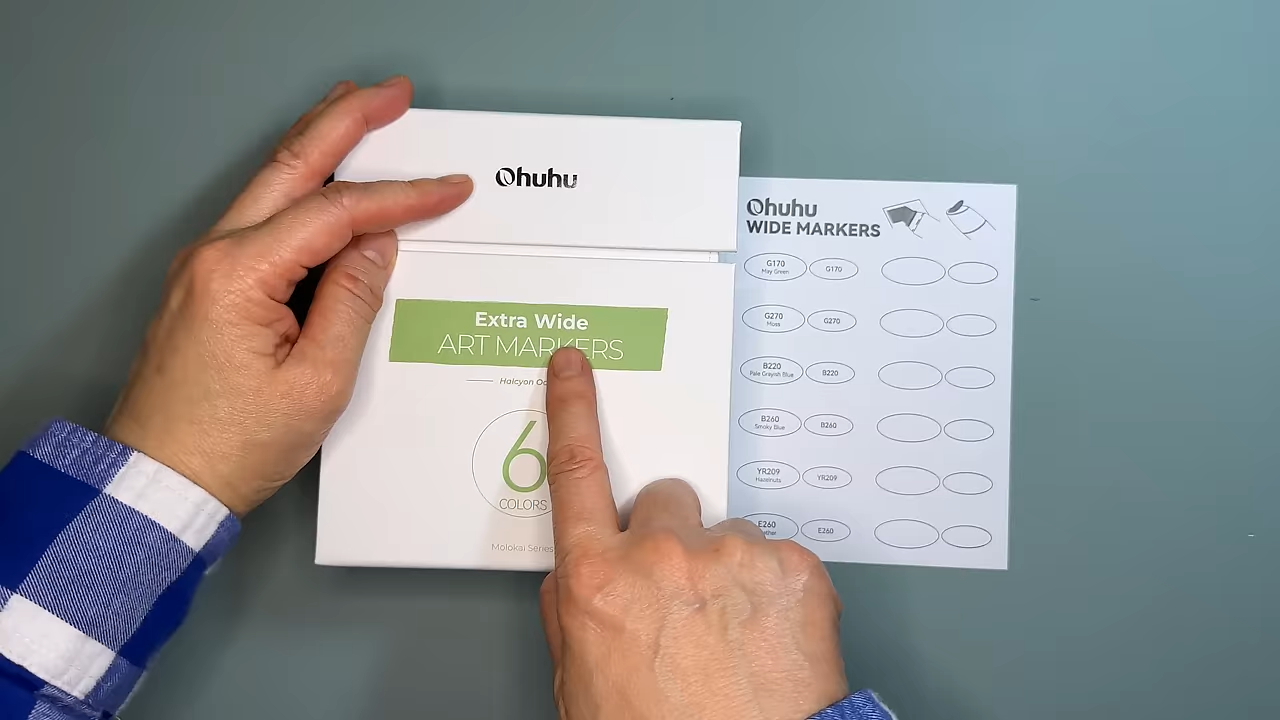 Ohuhu
Extra Wide
ART MARKERS
Halcyon
6
COLORS
Molokai Series
Ohuhu
WIDE MARKERS
G170
May Green
G170
G270
Moss
G270
B220
Pale Grayish Blue
B220
B260
Smoky Blue
B260
YR209
Hazelnuts
YR209
E260
E260